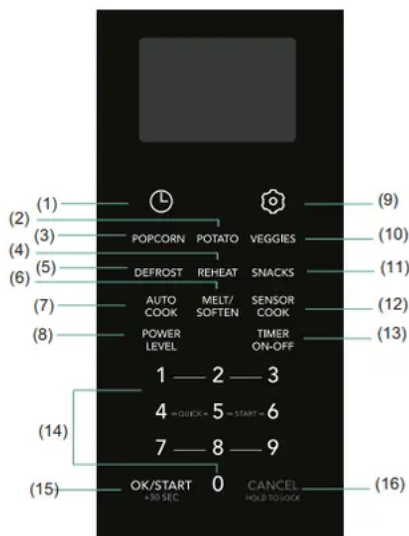 (1)
(9)
(2)
(3) POPCORN POTATO VEGGIES (10)
(4)
(5) DEFROST REHEAT SNACKS (11)
(6)
(7) AUTO COOK MELT/ SOFTEN SENSOR COOK (12)
(8) POWER LEVEL TIMER ON-OFF (13)
1 — 2 — 3
4 -QUICK- 5 -START- 6
(14)
7 — 8 — 9
(15) OK/START 0 CANCEL (16)
+30 SEC HOLD TO LOCK